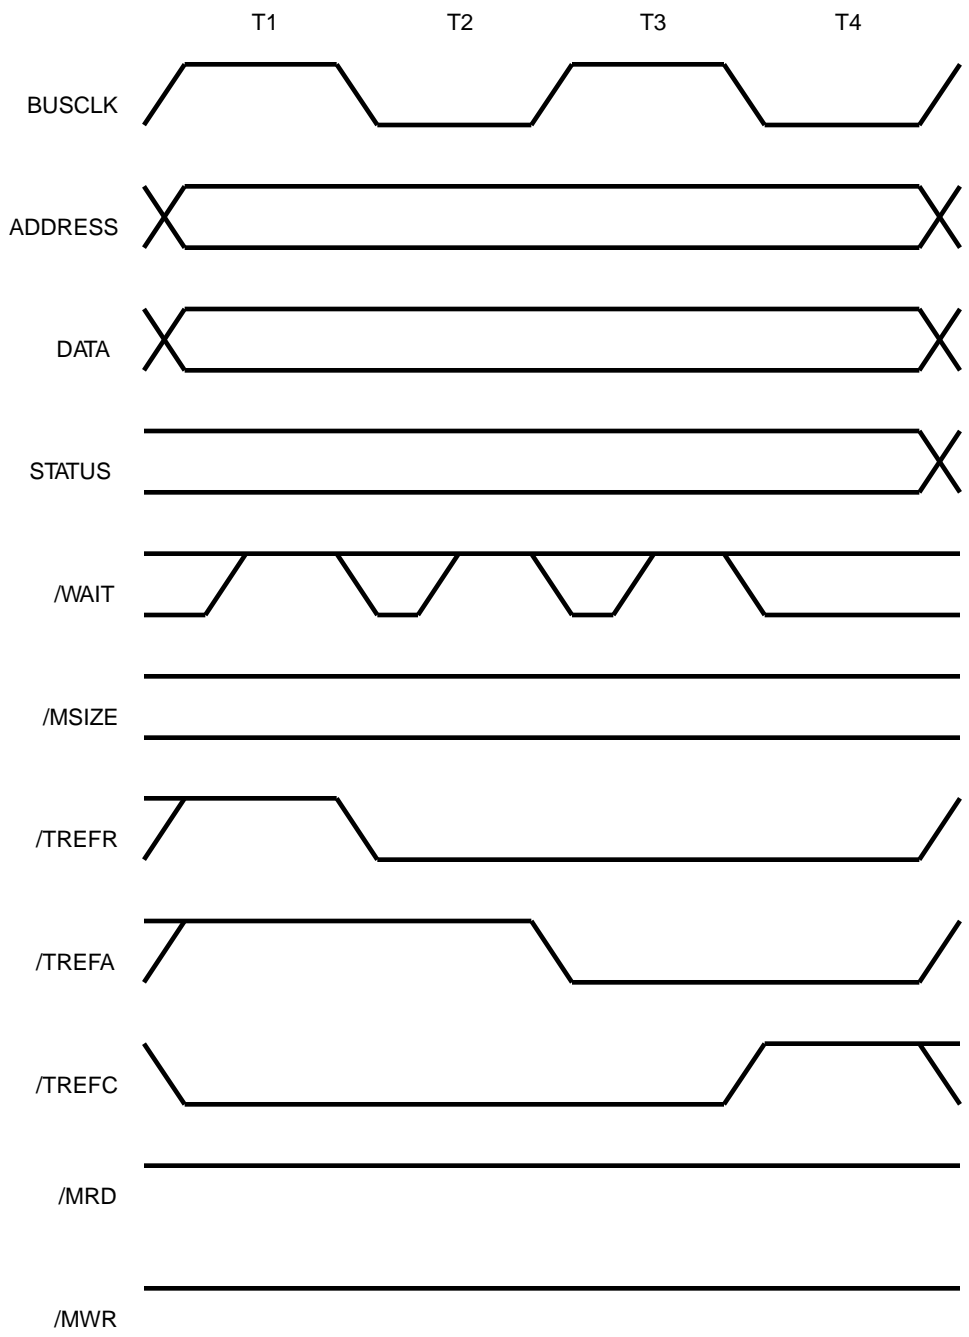 T1 T2 T3 T4
BUSCLK
ADDRESS
DATA
STATUS
/WAIT
/MSIZE
/TREFR
/TREFA
/TREFC
/MRD
/MWR